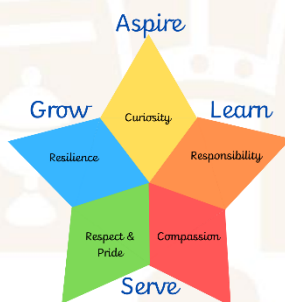 Aspire
Grow
Learn
Curiosity
Resilience
Responsibility
Respect &
Pride
Compassion
Serve